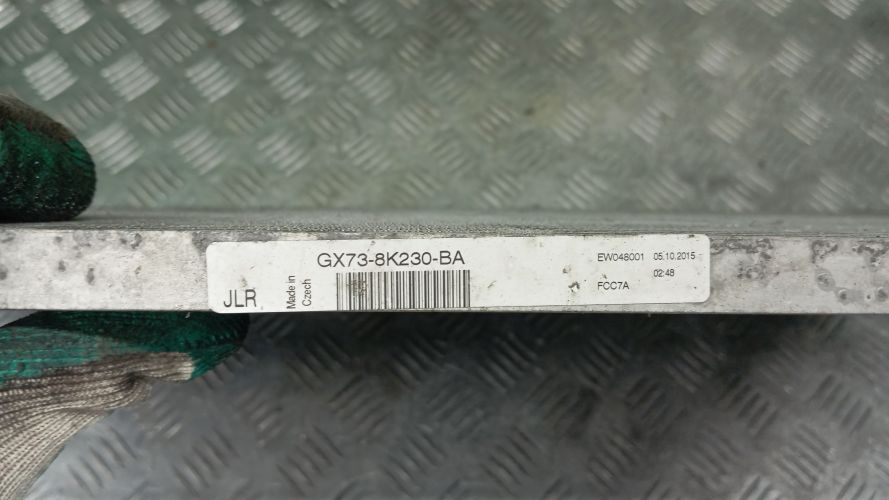 GX73-8K230-BA
JLR
Made in
Czech
EW048001 05.10.2015
02:48
FCC7A